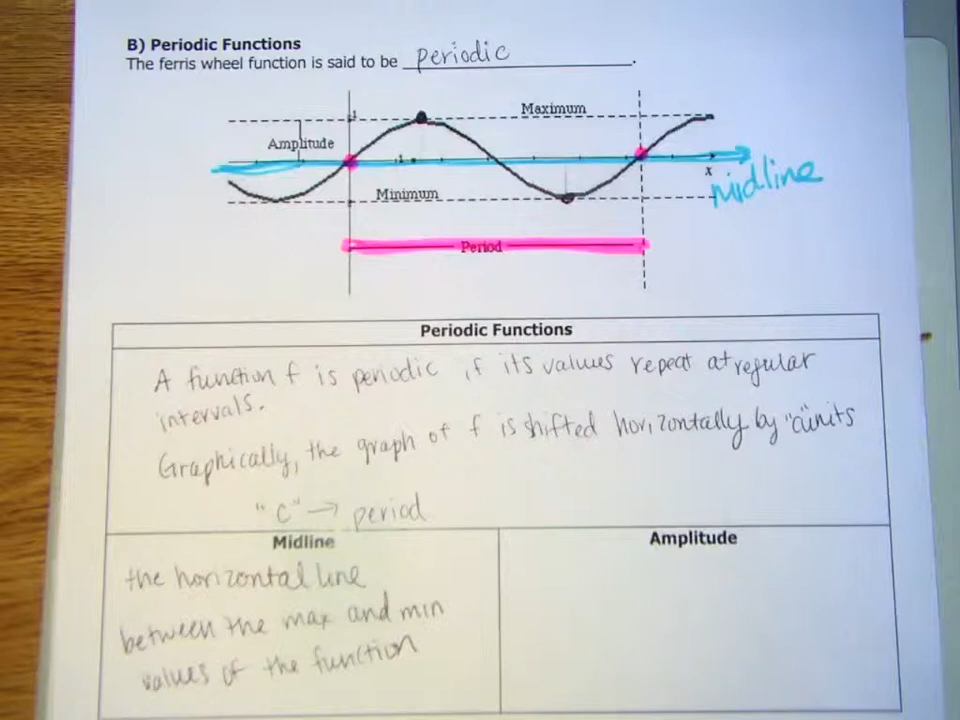 B) Periodic Functions
The ferris wheel function is said to be periodic.
Maximum
1
Amplitude
1
x
midline
Minimum
Period
Periodic Functions
A function f is periodic if its values repeat at regular
intervals.
Graphically, the graph of f is shifted horizontally by "c" units
"c" → period
Midline
the horizontal line
between the max and min
values of the function
Amplitude